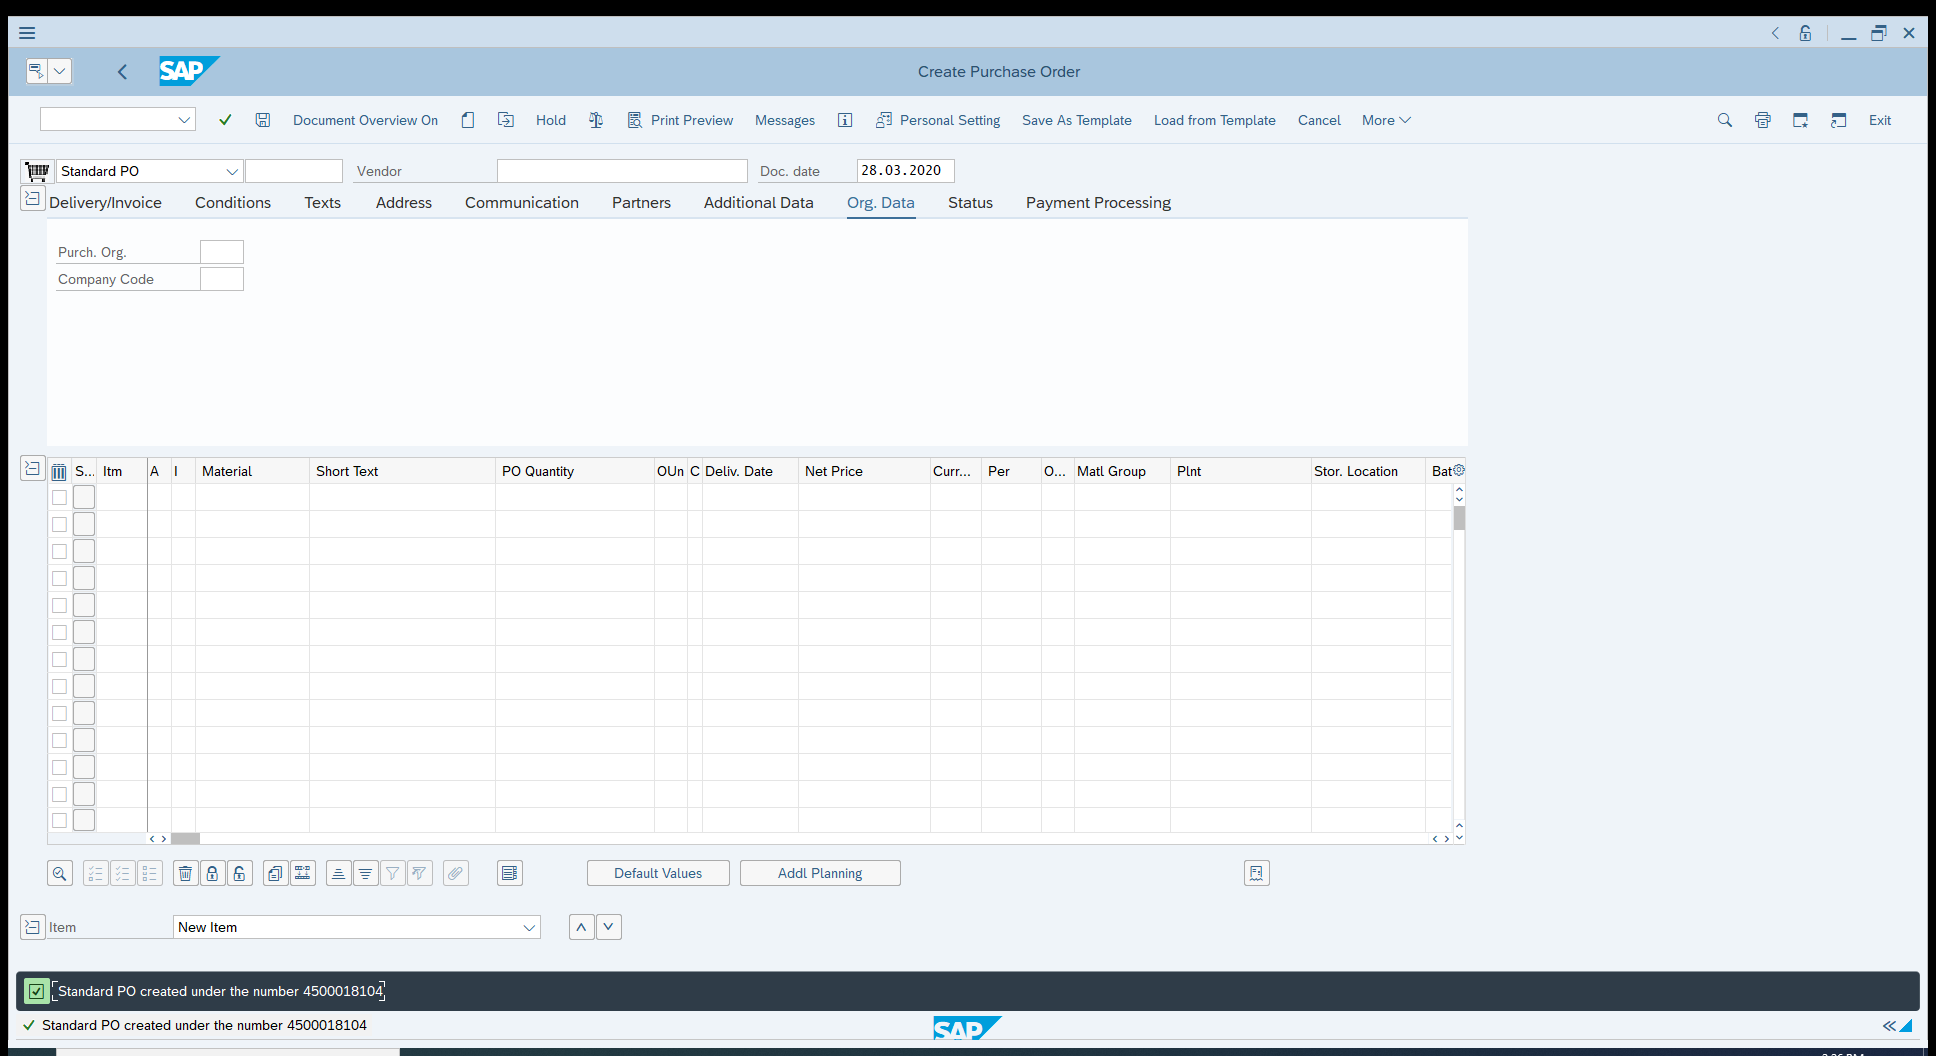 SAP
Create Purchase Order
Document Overview On Hold Print Preview Messages Personal Setting Save As Template Load from Template Cancel More Exit
Standard PO Vendor Doc. date 28.03.2020
Delivery/Invoice Conditions Texts Address Communication Partners Additional Data Org. Data Status Payment Processing
Purch. Org.
Company Code
S... Itm A I Material Short Text PO Quantity OUn C Deliv. Date Net Price Curr... Per O... Matl Group Plnt Stor. Location Bat
Default Values Addl Planning
Item New Item
Standard PO created under the number 4500018104
Standard PO created under the number 4500018104
SAP